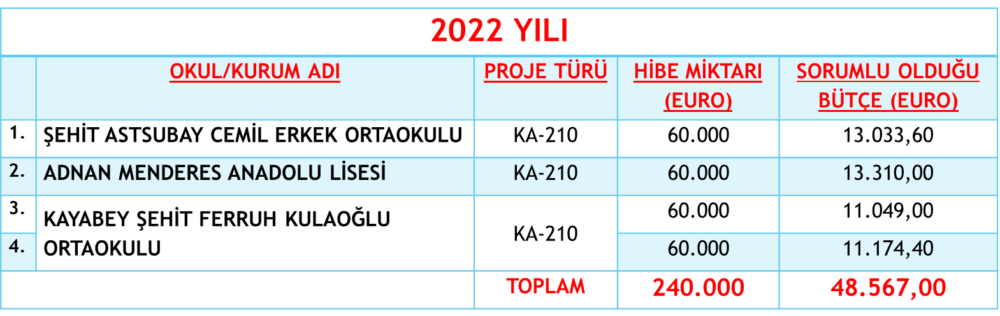 2022 YILI
OKUL/KURUM ADI PROJE TÜRÜ HİBE MİKTARI (EURO) SORUMLU OLDUĞU BÜTÇE (EURO)
1. ŞEHİT ASTSUBAY CEMİL ERKEK ORTAOKULU KA-210 60.000 13.033,60
2. ADNAN MENDERES ANADOLU LİSESİ KA-210 60.000 13.310,00
3. KAYABEY ŞEHİT FERRUH KULAOĞLU ORTAOKULU KA-210 60.000 11.049,00
4. 60.000 11.174,40
TOPLAM 240.000 48.567,00